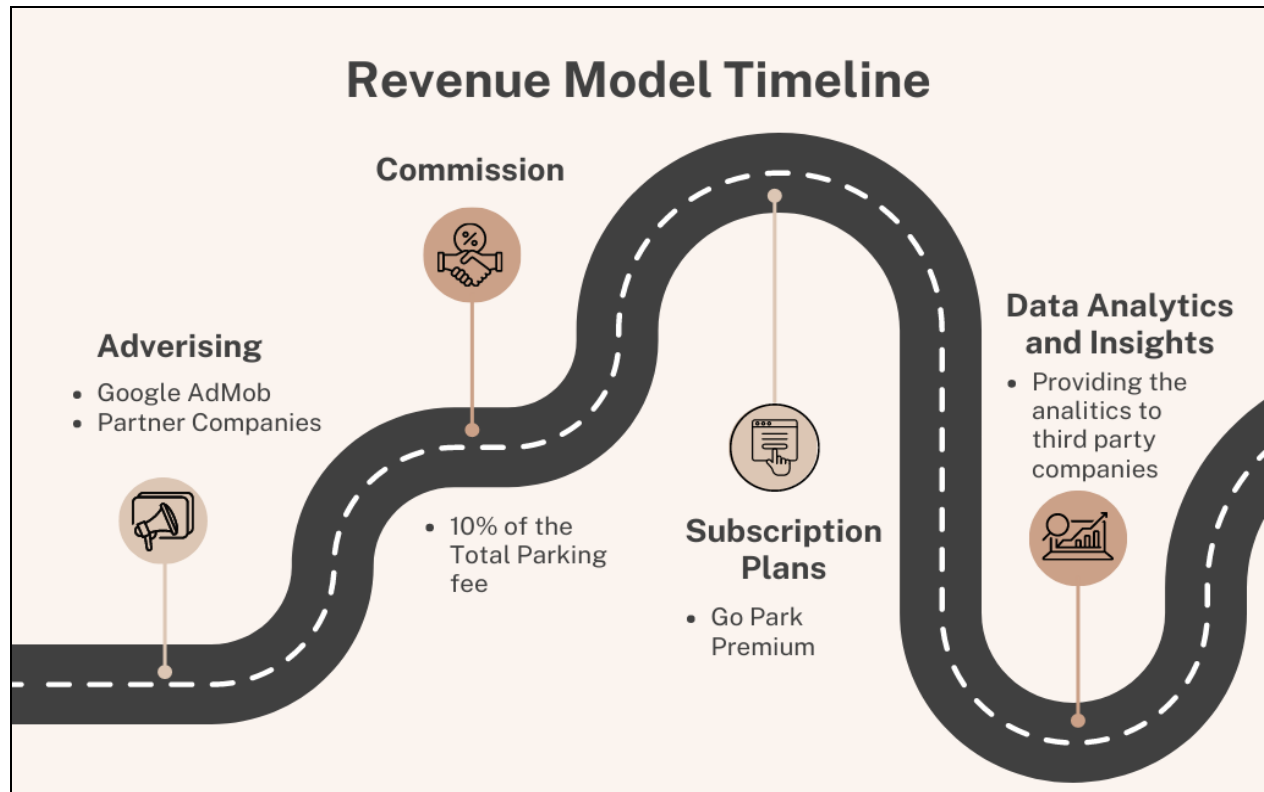 Revenue Model Timeline
Commission
%
Adverising
• Google AdMob
• Partner Companies
• 10% of the
Total Parking
fee
Subscription
Plans
• Go Park
Premium
Data Analytics
and Insights
• Providing the
analitics to
third party
companies